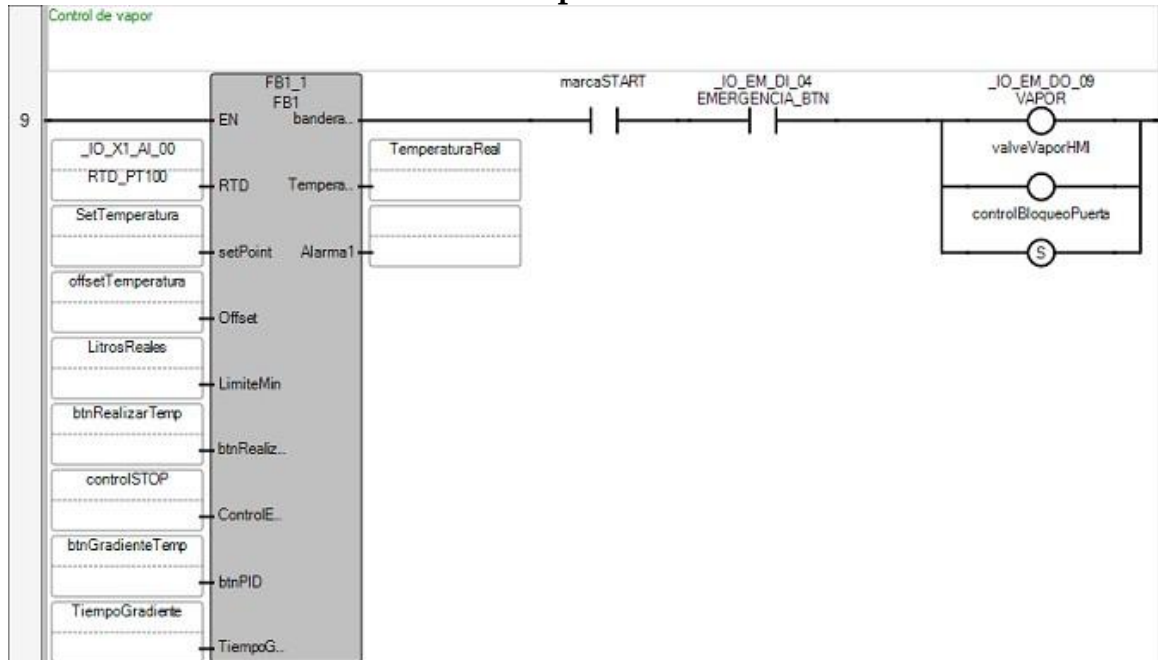 Control de vapor
9
FB1_1
FB1
EN
bandera..
marcaSTART
_IO_EM_DI_04
EMERGENCIA_BTN
_IO_EM_DO_09
VAPOR
_IO_X1_AI_00
RTD_PT100
RTD
Tempera..
TemperaturaReal
valveVaporHMI
SetTemperatura
setPoint
Alarma1
controlBloqueoPuerta
S
offsetTemperatura
Offset
LitrosReales
LimiteMin
btnRealizarTemp
btnRealiz..
controlSTOP
ControlE..
btnGradienteTemp
btnPID
TiempoGradiente
TiempoG..